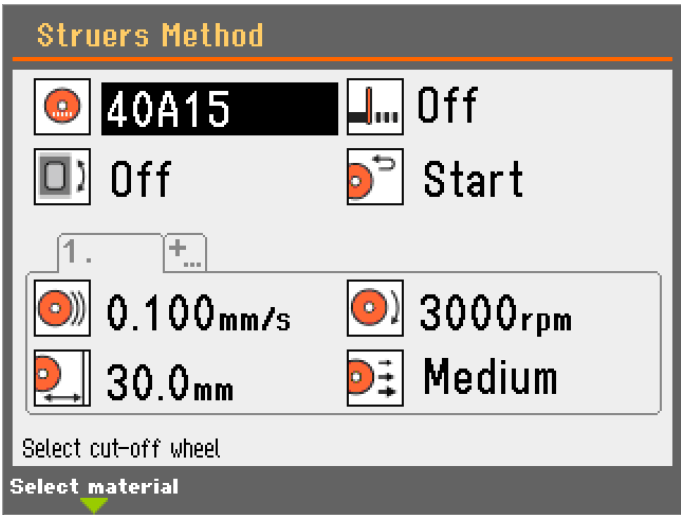 Struers Method
40A15 Off
Off Start
1. +...
0.100mm/s 3000rpm
30.0mm Medium
Select cut-off wheel
Select material